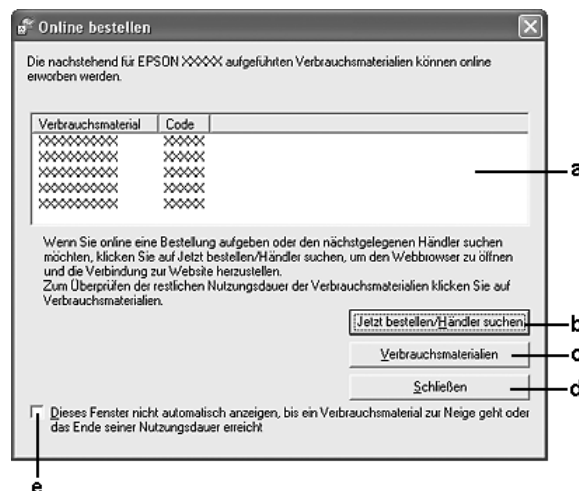 Online bestellen
Die nachstehend für EPSON XXXXX aufgeführten Verbrauchsmaterialien können online
erworben werden.
Verbrauchsmaterial Code
XXXXXXXXXX XXXXX
XXXXXXXXXX XXXXX
XXXXXXXXXX XXXXX
XXXXXXXXXX XXXXX
XXXXXXXXXX XXXXX
a
Wenn Sie online eine Bestellung aufgeben oder den nächstgelegenen Händler suchen
möchten, klicken Sie auf Jetzt bestellen/Händler suchen, um den Webbrowser zu öffnen
und die Verbindung zur Website herzustellen.
Zum Überprüfen der restlichen Nutzungsdauer der Verbrauchsmaterialien klicken Sie auf
Verbrauchsmaterialien.
Jetzt bestellen/Händler suchen b
Verbrauchsmaterialien c
Schließen d
Dieses Fenster nicht automatisch anzeigen, bis ein Verbrauchsmaterial zur Neige geht oder
das Ende seiner Nutzungsdauer erreicht
e